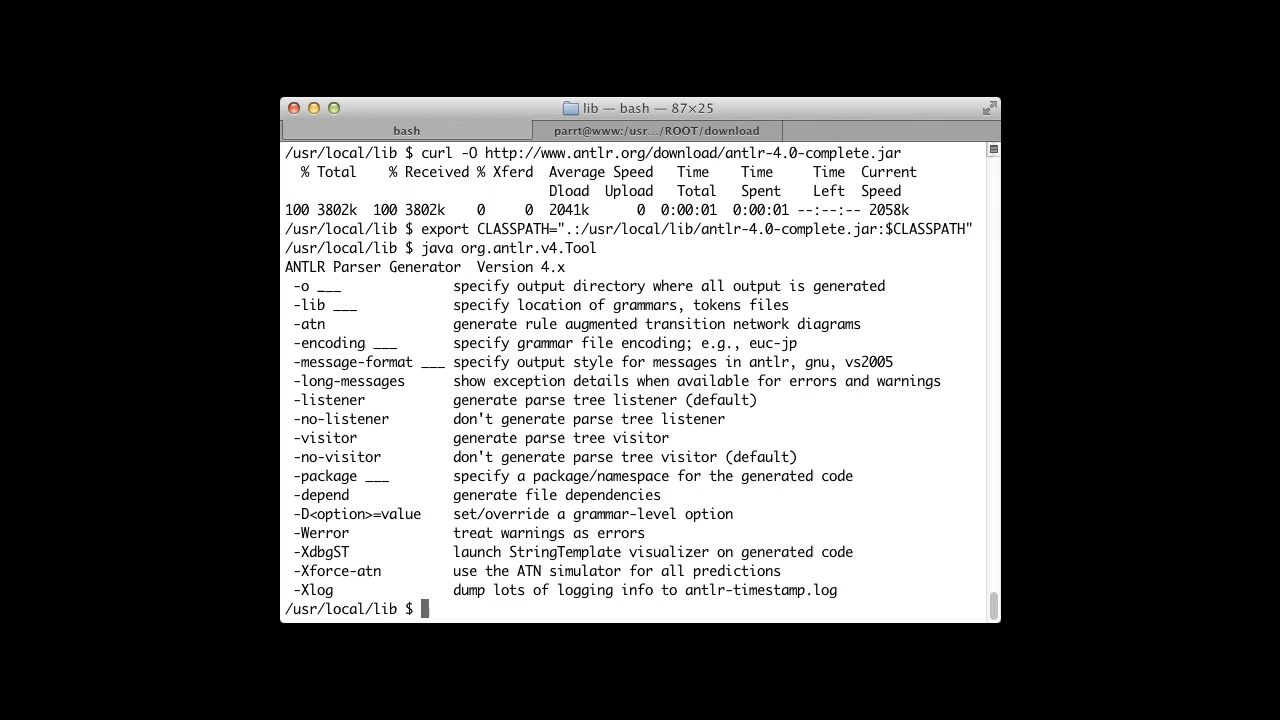 lib — bash — 87×25
bash
parrt@www:/usr.../ROOT/download
/usr/local/lib $ curl -O http://www.antlr.org/download/antlr-4.0-complete.jar
% Total % Received % Xferd Average Speed Time Time Time Current
Dload Upload Total Spent Left Speed
100 3802k 100 3802k 0 0 2041k 0 0:00:01 0:00:01 --:--:-- 2058k
/usr/local/lib $ export CLASSPATH=".:/usr/local/lib/antlr-4.0-complete.jar:$CLASSPATH"
/usr/local/lib $ java org.antlr.v4.Tool
ANTLR Parser Generator Version 4.x
-o ___ specify output directory where all output is generated
-lib ___ specify location of grammars, tokens files
-atn generate rule augmented transition network diagrams
-encoding ___ specify grammar file encoding; e.g., euc-jp
-message-format ___ specify output style for messages in antlr, gnu, vs2005
-long-messages show exception details when available for errors and warnings
-listener generate parse tree listener (default)
-no-listener don't generate parse tree listener
-visitor generate parse tree visitor
-no-visitor don't generate parse tree visitor (default)
-package ___ specify a package/namespace for the generated code
-depend generate file dependencies
-D<option>=value set/override a grammar-level option
-Werror treat warnings as errors
-XdbgST launch StringTemplate visualizer on generated code
-Xforce-atn use the ATN simulator for all predictions
-Xlog dump lots of logging info to antlr-timestamp.log
/usr/local/lib $